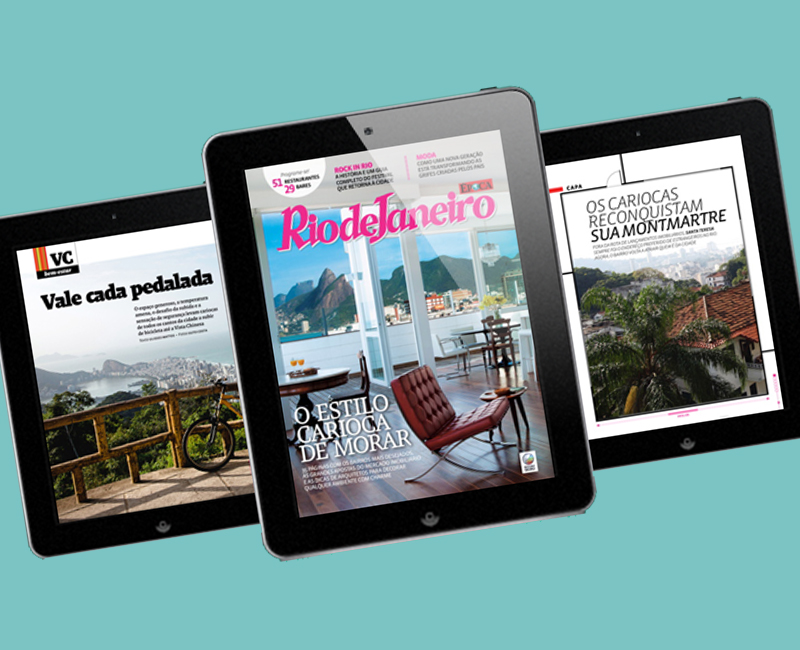 VC
bem-estar
Vale cada pedalada
O espaço generoso, a temperatura
amena, o desafio da subida e a
sensação de segurança levam cariocas
de todos os cantos da cidade a subir
de bicicleta até a Vista Chinesa
Programe-se!
51 RESTAURANTES
29 BARES
ROCK IN RIO
A HISTÓRIA E UM GUIA
COMPLETO DO FESTIVAL
QUE RETORNA À CIDADE
MODA
COMO UMA NOVA GERAÇÃO
ESTÁ TRANSFORMANDO AS
GRIFES CRIADAS PELOS PAIS
ÉPOCA
RiodeJaneiro
O ESTILO
CARIOCA
DE MORAR
PÁGINAS COM OS BAIRROS MAIS DESEJADOS,
AS GRANDES APOSTAS DO MERCADO IMOBILIÁRIO
E AS DICAS DE ARQUITETOS PARA DECORAR
QUALQUER AMBIENTE COM CHARME
CAPA
OS CARIOCAS
RECONQUISTAM
SUA MONTMARTRE
FORA DA ROTA DE LANÇAMENTOS IMOBILIÁRIOS, SANTA TERESA
SEMPRE FOI O ENDEREÇO PREFERIDO DE ESTRANGEIROS NO RIO.
AGORA, O BAIRRO VOLTA A ATRAIR QUEM É DA CIDADE